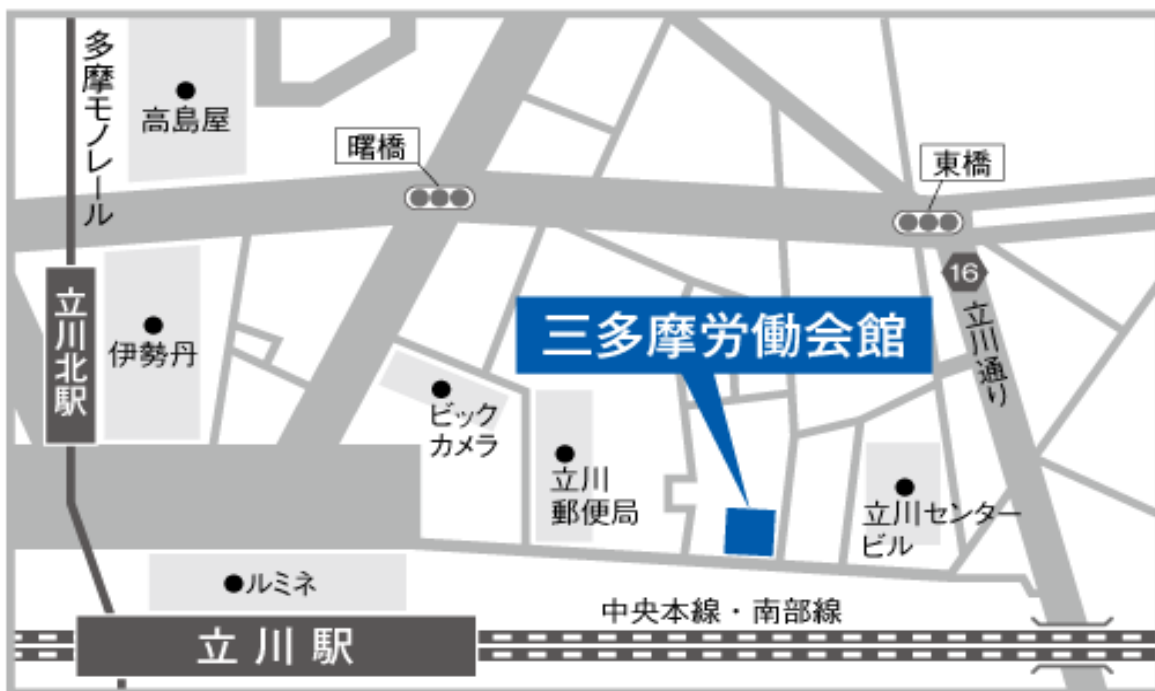 多摩モノレール
高島屋
曙橋
東橋
16
立川通り
立川北駅
伊勢丹
三多摩労働会館
ビック
カメラ
立川
郵便局
立川センター
ビル
ルミネ
中央本線・南部線
立川駅